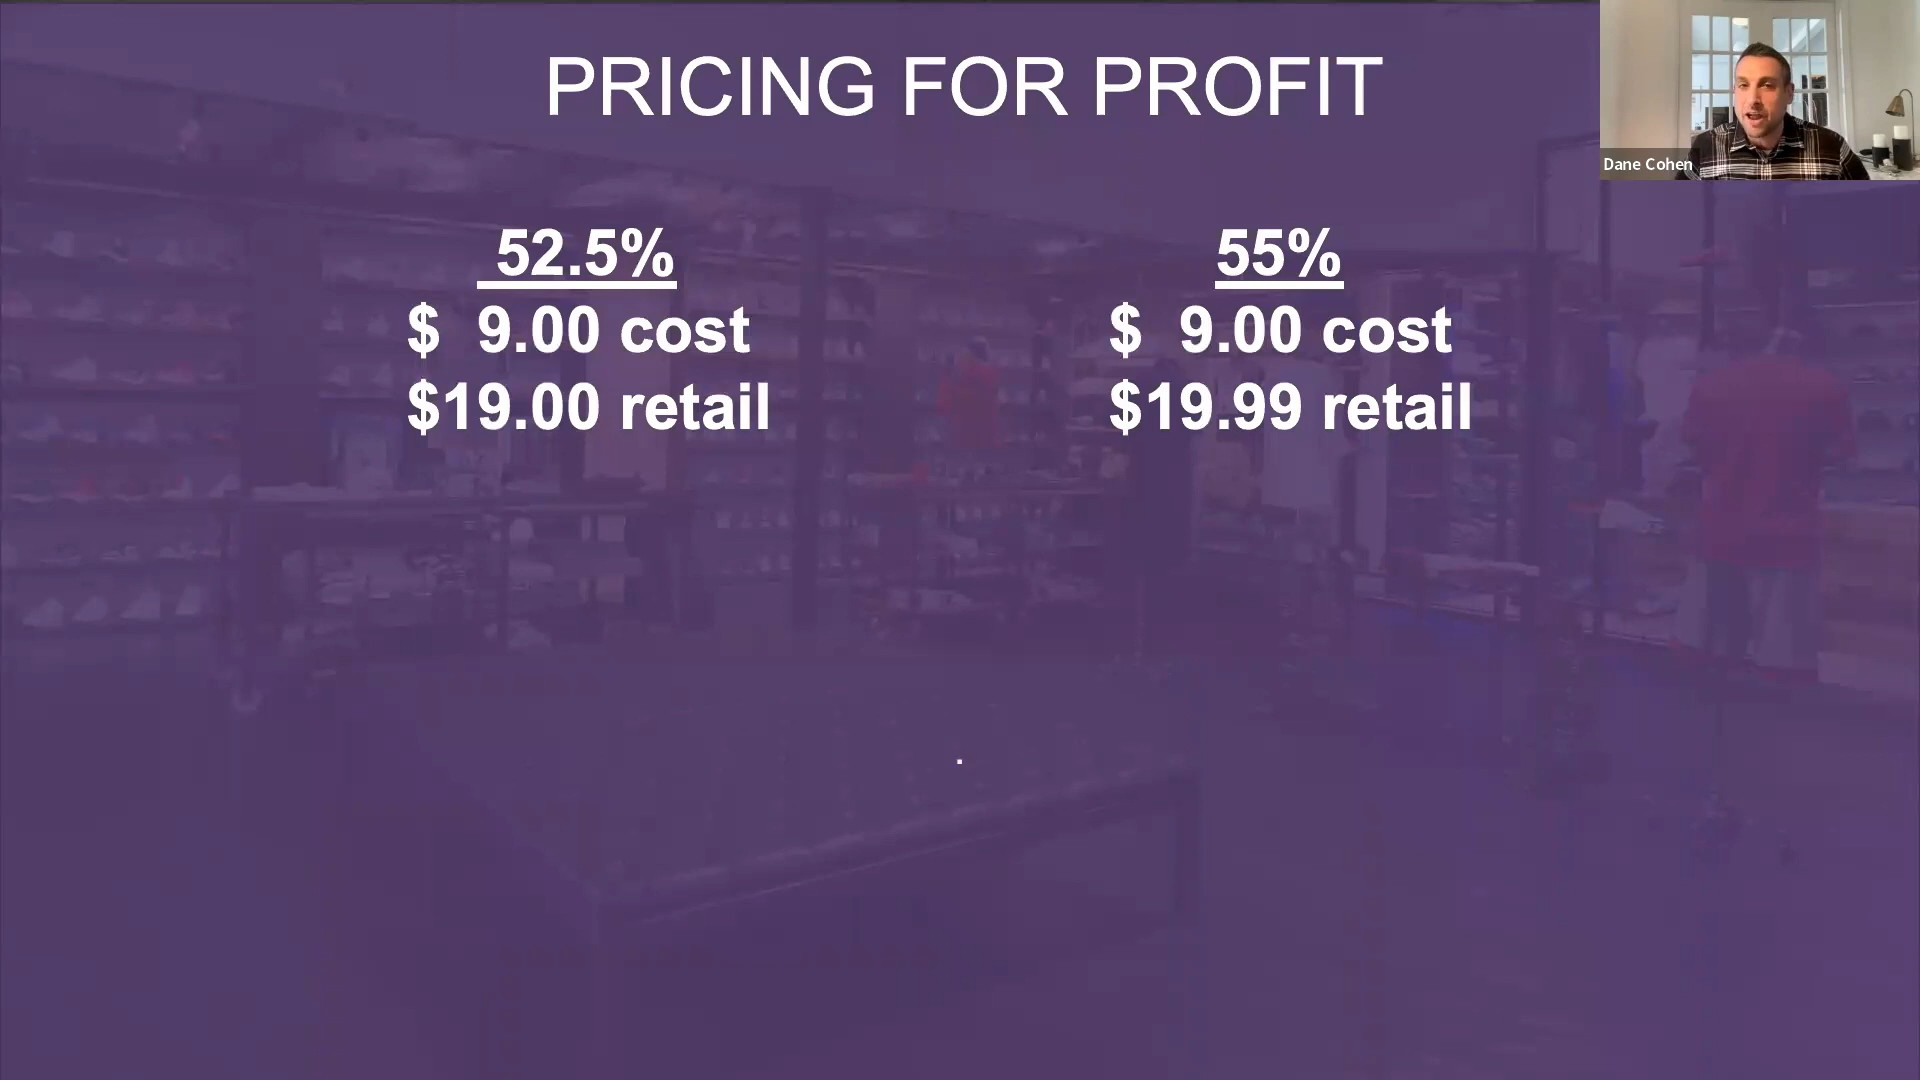 PRICING FOR PROFIT
Dane Cohen
52.5%
$ 9.00 cost
$19.00 retail
55%
$ 9.00 cost
$19.99 retail
.